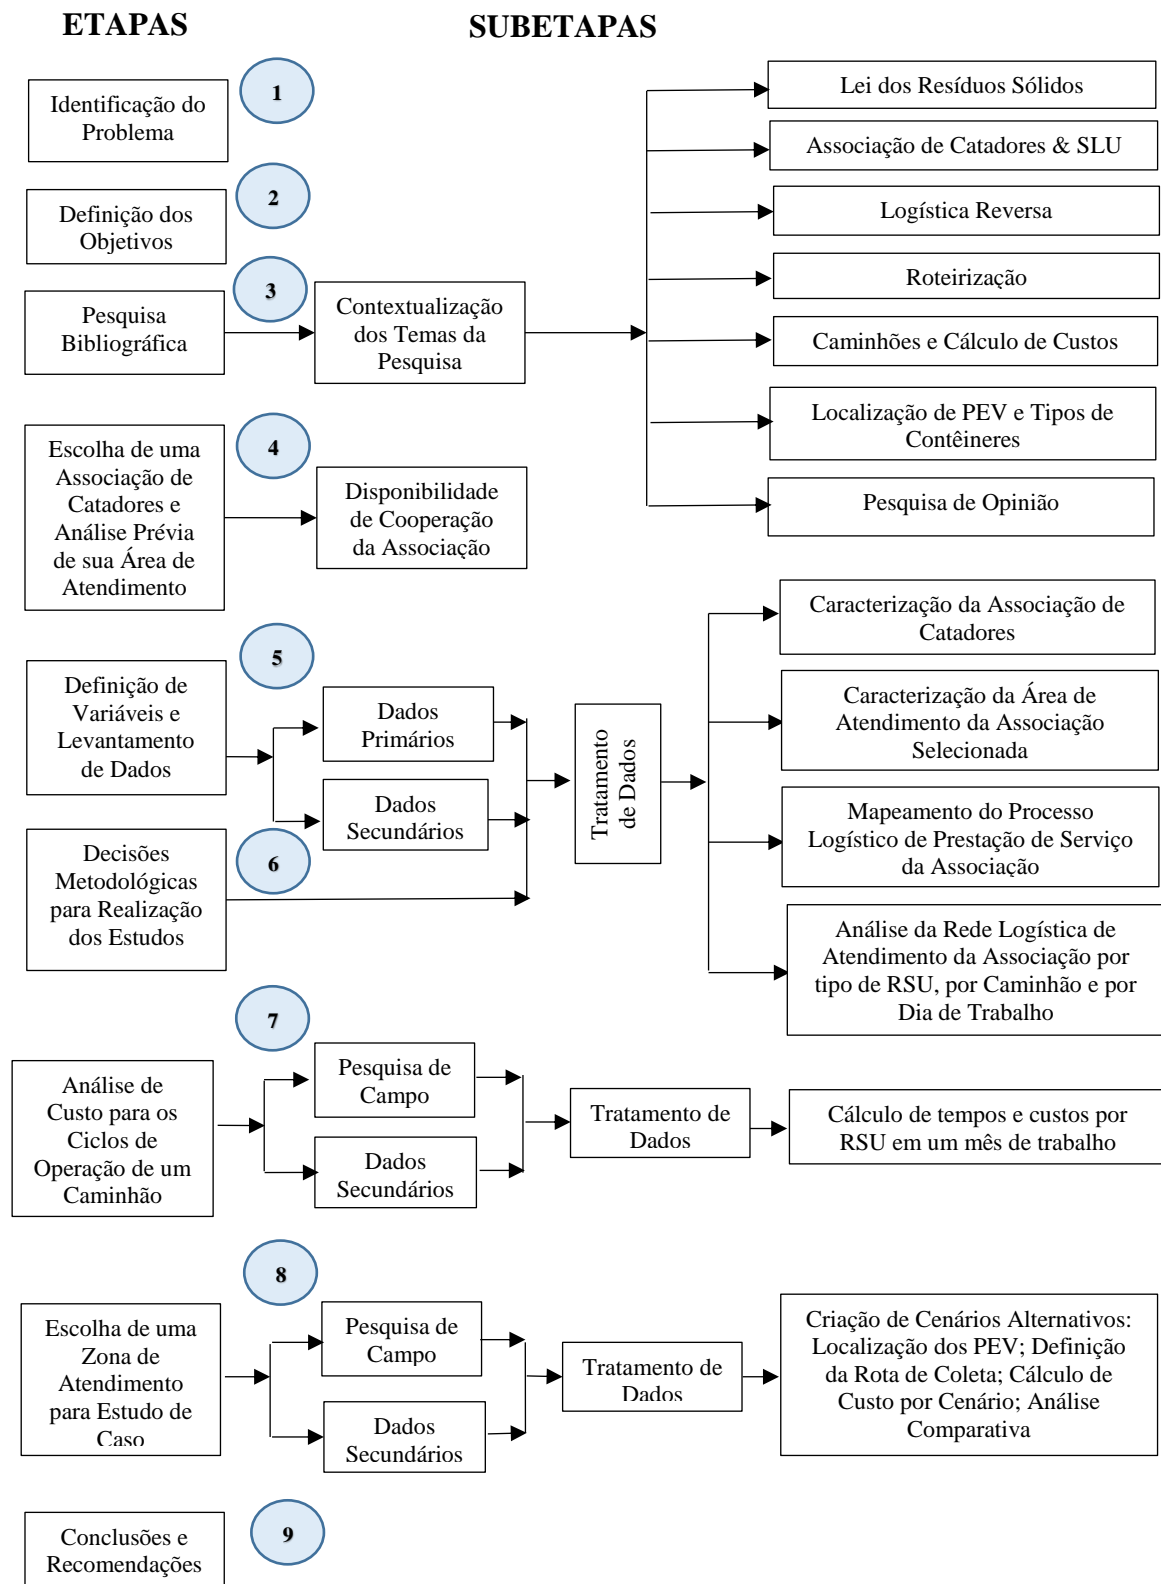 ETAPAS
SUBETAPAS
1
Identificação do
Problema
2
Definição dos
Objetivos
3
Pesquisa
Bibliográfica
Contextualização
dos Temas da
Pesquisa
Lei dos Resíduos Sólidos
Associação de Catadores & SLU
Logística Reversa
Roteirização
Caminhões e Cálculo de Custos
Localização de PEV e Tipos de
Contêineres
Pesquisa de Opinião
4
Escolha de uma
Associação de
Catadores e
Análise Prévia
de sua Área de
Atendimento
Disponibilidade
de Cooperação
da Associação
5
Definição de
Variáveis e
Levantamento
de Dados
Dados
Primários
Dados
Secundários
6
Decisões
Metodológicas
para Realização
dos Estudos
Tratamento
de Dados
Caracterização da Associação de
Catadores
Caracterização da Área de
Atendimento da Associação
Selecionada
Mapeamento do Processo
Logístico de Prestação de Serviço
da Associação
Análise da Rede Logística de
Atendimento da Associação por
tipo de RSU, por Caminhão e por
Dia de Trabalho
7
Análise de
Custo para os
Ciclos de
Operação de um
Caminhão
Pesquisa de
Campo
Dados
Secundários
Tratamento de
Dados
Cálculo de tempos e custos por
RSU em um mês de trabalho
8
Escolha de uma
Zona de
Atendimento
para Estudo de
Caso
Pesquisa de
Campo
Dados
Secundários
Tratamento de
Dados
Criação de Cenários Alternativos:
Localização dos PEV; Definição
da Rota de Coleta; Cálculo de
Custo por Cenário; Análise
Comparativa
9
Conclusões e
Recomendações